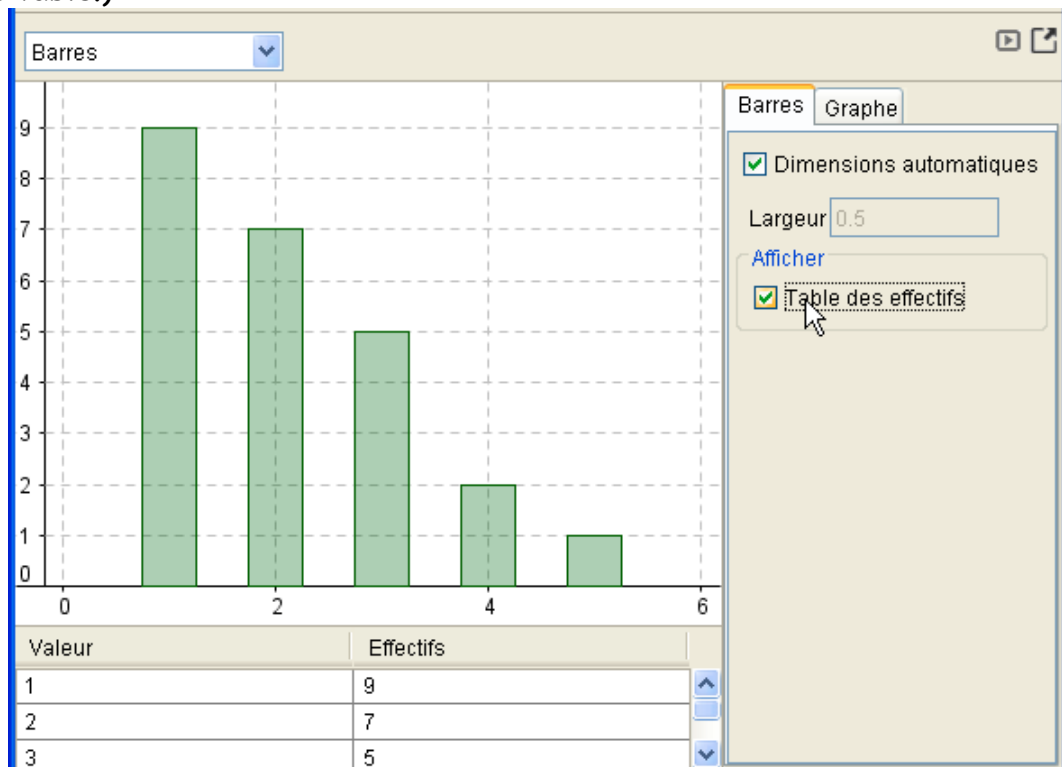 Barres
Barres Graphe
Dimensions automatiques
Largeur 0.5
Afficher
Table des effectifs
9
8
7
6
5
4
3
2
1
0
0 2 4 6
Valeur Effectifs
1 9
2 7
3 5